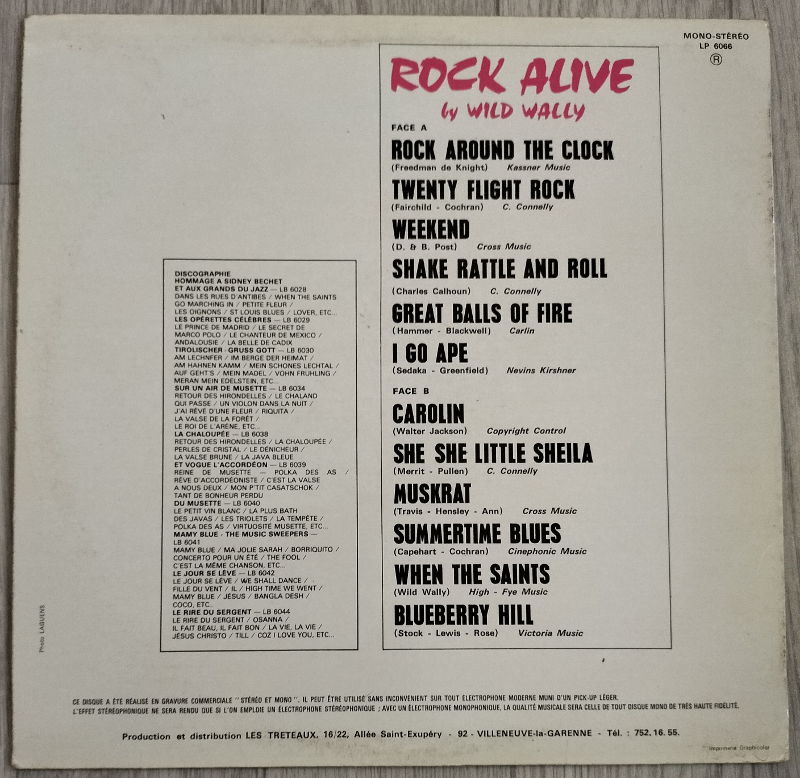 MONO-STÉRÉO
LP 6066
R
ROCK ALIVE
by WILD WALLY
FACE A
ROCK AROUND THE CLOCK
(Freedman de Knight) Kassner Music
TWENTY FLIGHT ROCK
(Fairchild - Cochran) C. Connelly
WEEKEND
(D. & B. Post) Cross Music
SHAKE RATTLE AND ROLL
(Charles Calhoun) C. Connelly
GREAT BALLS OF FIRE
(Hammer - Blackwell) Carlin
I GO APE
(Sedaka - Greenfield) Nevins Kirshner
FACE B
CAROLIN
(Walter Jackson) Copyright Control
SHE SHE LITTLE SHEILA
(Merrit - Pullen) C. Connelly
MUSKRAT
(Travis - Hensley - Ann) Cross Music
SUMMERTIME BLUES
(Capehart - Cochran) Cinephonic Music
WHEN THE SAINTS
(Wild Wally) High - Fye Music
BLUEBERRY HILL
(Stock - Lewis - Rose) Victoria Music
DISCOGRAPHIE
HOMMAGE A SIDNEY BECHET
ET AUX GRANDS DU JAZZ — LB 6028
DANS LES RUES D'ANTIBES / WHEN THE SAINTS
GO MARCHING IN / PETITE FLEUR /
LES OIGNONS / ST LOUIS BLUES / LOVER, ETC...
LES OPÉRETTES CÉLÈBRES — LB 6029
LE PRINCE DE MADRID / LE SECRET DE
MARCO POLO / LE CHANTEUR DE MEXICO /
ANDALOUSIE / LA BELLE DE CADIX
TIROLISCHER GRUSS GOTT — LB 6030
AM LECHNFER / IM BERGE DER HEIMAT /
AM HAHNEN KAMM / MEIN SCHONES LECHTAL /
AUF GEHT'S / MEIN MADEL / VOHN FRUHLING /
MERAN MEIN EDELSTEIN, ETC...
SUR UN AIR DE MUSETTE — LB 6034
RETOUR DES HIRONDELLES / LE CHALAND
QUI PASSE / UN VIOLON DANS LA NUIT /
J'AI RÊVÉ D'UNE FLEUR / RIQUITA /
LA VALSE DE LA FORÊT /
LE ROI DE L'ARÈNE, ETC...
LA CHALOUPÉE — LB 6038
RETOUR DES HIRONDELLES / LA CHALOUPÉE /
PERLES DE CRISTAL / LE DÉNICHEUR /
LA VALSE BRUNE / LA JAVA BLEUE
ET VOGUE L'ACCORDÉON — LB 6039
REINE DE MUSETTE — POLKA DES AS /
RÊVE D'ACCORDÉONISTE / C'EST LA VALSE
A NOUS DEUX / MON P'TIT CASATSCHOK /
TANT DE BONHEUR PERDU
DU MUSETTE — LB 6040
LE PETIT VIN BLANC / LA PLUS BATH
DES JAVAS / LES TRIOLETS / LA TEMPÊTE /
POLKA DES AS / VIRTUOSITÉ MUSETTE, ETC...
MAMY BLUE - THE MUSIC SWEEPERS —
LB 6041
MAMY BLUE / MA JOLIE SARAH / BORRIQUITO /
CONCERTO POUR UN ÉTÉ / THE FOOL /
C'EST LA MÊME CHANSON, ETC...
LE JOUR SE LÈVE — LB 6042
LE JOUR SE LÈVE / WE SHALL DANCE /
FILLE DU VENT / IL / HIGH TIME WE WENT /
MAMY BLUE / JESUS / BANGLA DESH /
COCO, ETC...
LE RIRE DU SERGENT — LB 6044
LE RIRE DU SERGENT / OSANNA /
IL FAIT BEAU, IL FAIT BON / LA VIE, LA VIE /
JÉSUS CHRISTO / TILL / COZ I LOVE YOU, ETC...
Photo LAGUENS
CE DISQUE A ÉTÉ RÉALISÉ EN GRAVURE COMMERCIALE "STÉRÉO ET MONO". IL PEUT ÊTRE UTILISÉ SANS INCONVENIENT SUR TOUT ÉLECTROPHONE MODERNE MUNI D'UN PICK-UP LÉGER.
L'EFFET STÉRÉOPHONIQUE NE SERA RENDU QUE SI L'ON EMPLOIE UN ÉLECTROPHONE STÉRÉOPHONIQUE ; AVEC UN ÉLECTROPHONE MONOPHONIQUE, LA QUALITÉ MUSICALE SERA CELLE DE TOUT DISQUE MONO DE TRÈS HAUTE FIDÉLITÉ.
Production et distribution LES TRETEAUX, 16/22, Allée Saint-Exupéry - 92 - VILLENEUVE-la-GARENNE - Tél. : 752.16.55.
Imprimerie Graphicolor